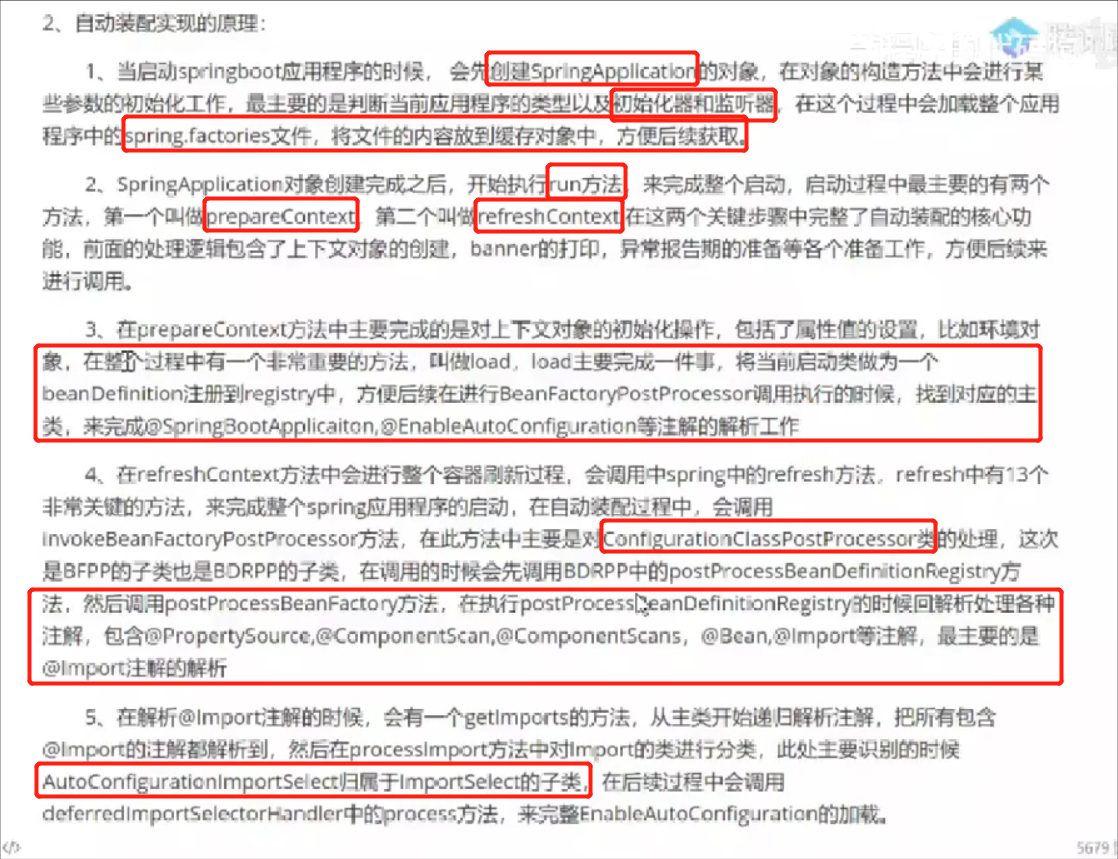 2、自动装配实现的原理：
1、当启动springboot应用程序的时候，会先创建SpringApplication的对象，在对象的构造方法中会进行某
些参数的初始化工作，最主要的是判断当前应用程序的类型以及初始化器和监听器，在这个过程中会加载整个应用
程序中的spring.factories文件，将文件的内容放到缓存对象中，方便后续获取。
2、SpringApplication对象创建完成之后，开始执行run方法，来完成整个启动，启动过程中最主要的有两个
方法，第一个叫做prepareContext，第二个叫做refreshContext,在这两个关键步骤中完整了自动装配的核心功
能，前面的处理逻辑包含了上下文对象的创建，banner的打印，异常报告期的准备等各个准备工作，方便后续来
进行调用。
3、在prepareContext方法中主要完成的是对上下文对象的初始化操作，包括了属性值的设置，比如环境对
象，在整个过程中有一个非常重要的方法，叫做load，load主要完成一件事，将当前启动类做为一个
beanDefinition注册到registry中，方便后续在进行BeanFactoryPostProcessor调用执行的时候，找到对应的主
类，来完成@SpringBootApplicaiton,@EnableAutoConfiguration等注解的解析工作
4、在refreshContext方法中会进行整个容器刷新过程，会调用中spring中的refresh方法，refresh中有13个
非常关键的方法，来完成整个spring应用程序的启动，在自动装配过程中，会调用
invokeBeanFactoryPostProcessor方法，在此方法中主要是对ConfigurationClassPostProcessor类的处理，这次
是BFPP的子类也是BDRPP的子类，在调用的时候会先调用BDRPP中的postProcessBeanDefinitionRegistry方
法，然后调用postProcessBeanFactory方法，在执行postProcessBeanDefinitionRegistry的时候回解析处理各种
注解，包含@PropertySource,@ComponentScan,@ComponentScans，@Bean,@Import等注解，最主要的是
@Import注解的解析
5、在解析@Import注解的时候，会有一个getImports的方法，从主类开始递归解析注解，把所有包含
@Import的注解都解析到，然后在processImport方法中对Import的类进行分类，此处主要识别的时候
AutoConfigurationImportSelect归属于ImportSelect的子类，在后续过程中会调用
deferredImportSelectorHandler中的process方法，来完整EnableAutoConfiguration的加载。
</> 5679